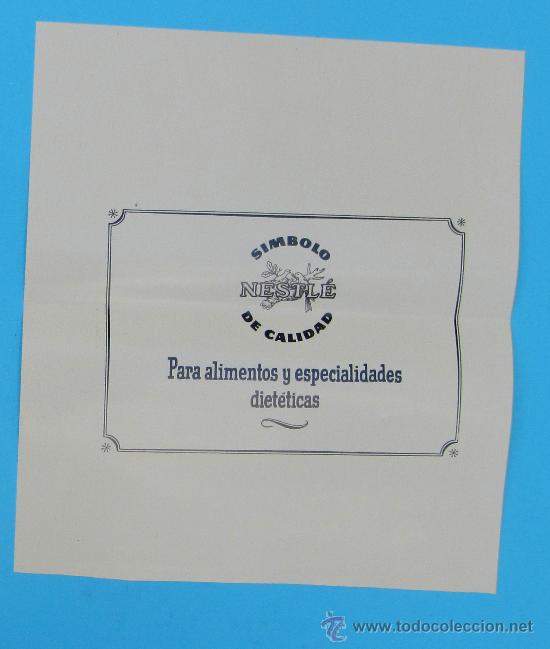 SIMBOLO
NESTLÉ
DE CALIDAD
Para alimentos y especialidades
dietéticas
www.todocoleccion.net